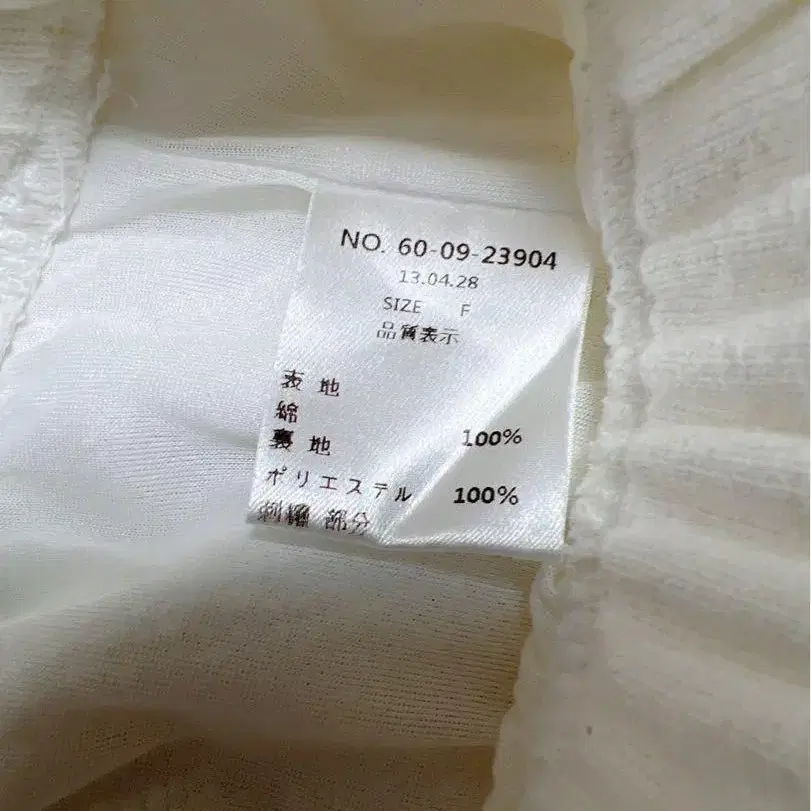 NO. 60-09-23904
13.04.28
SIZE F
品質表示
表 地
綿 100%
裏 地
ポリエステル 100%
刺繍 部分